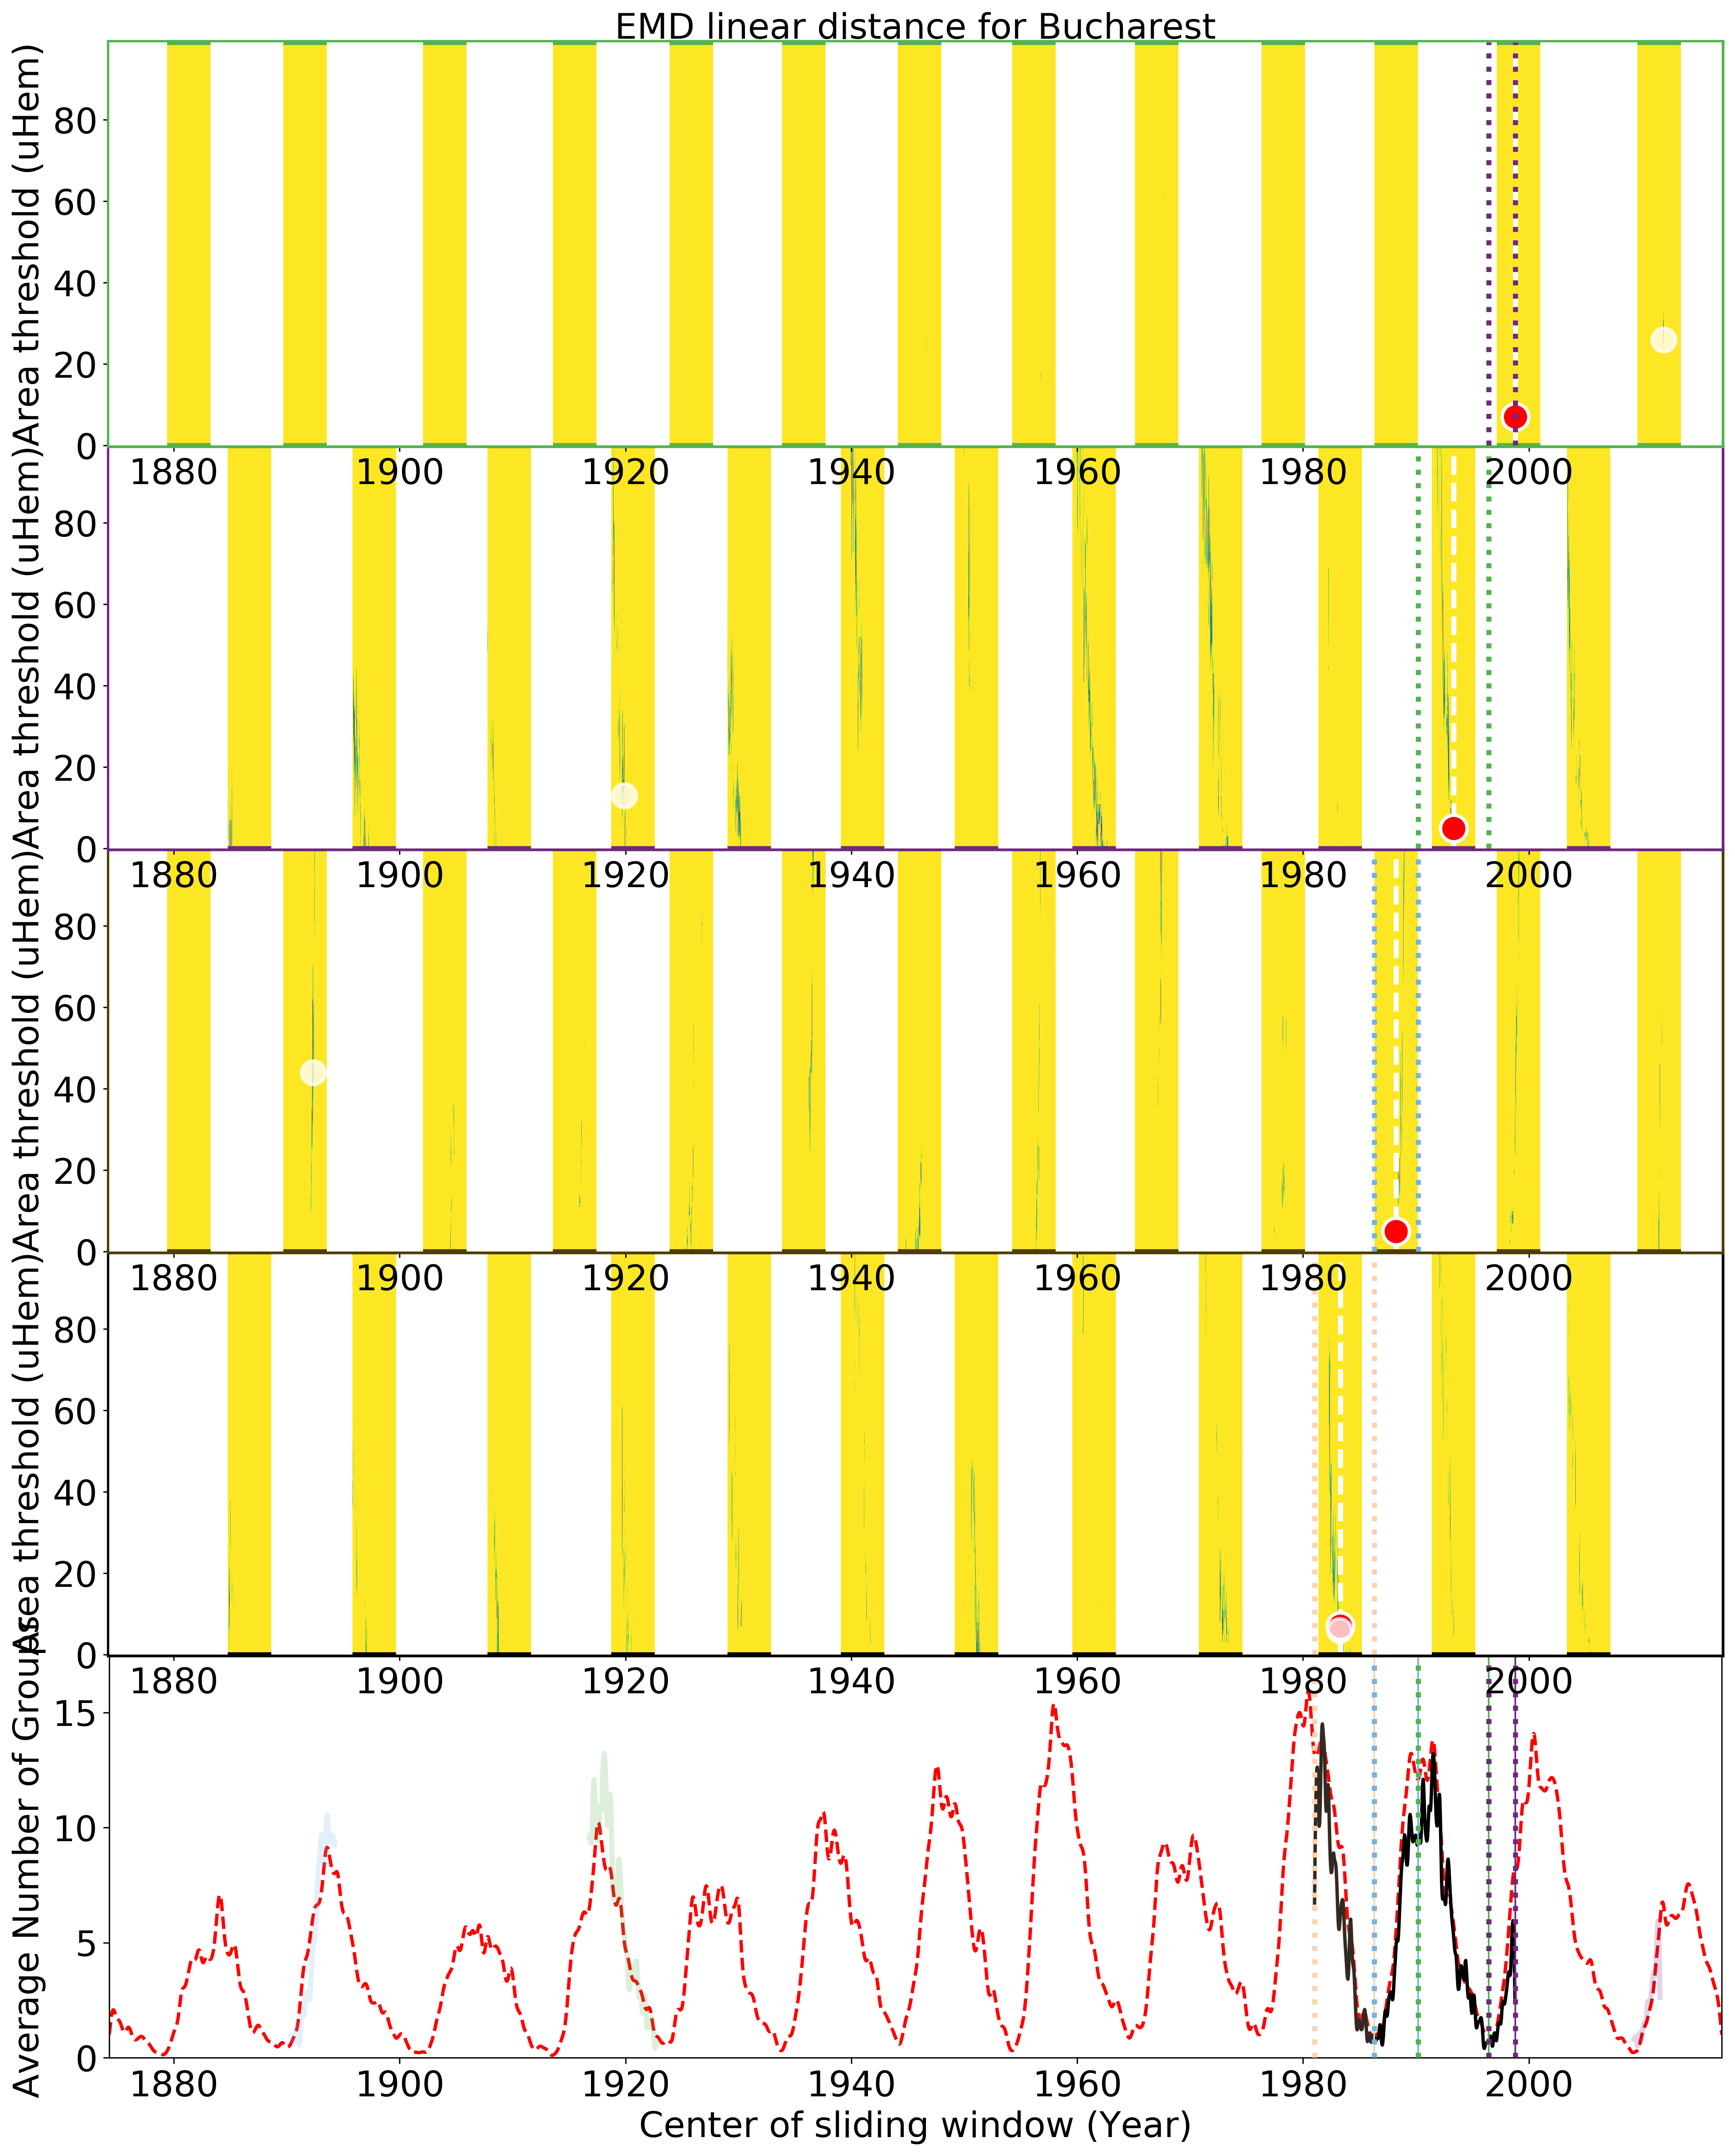 EMD linear distance for Bucharest
Area threshold (uHem)
80
60
40
20
0
1880 1900 1920 1940 1960 1980 2000
Area threshold (uHem)
80
60
40
20
0
1880 1900 1920 1940 1960 1980 2000
Area threshold (uHem)
80
60
40
20
0
1880 1900 1920 1940 1960 1980 2000
Area threshold (uHem)
80
60
40
20
0
1880 1900 1920 1940 1960 1980 2000
Average Number of Groups
15
10
5
0
1880 1900 1920 1940 1960 1980 2000
Center of sliding window (Year)